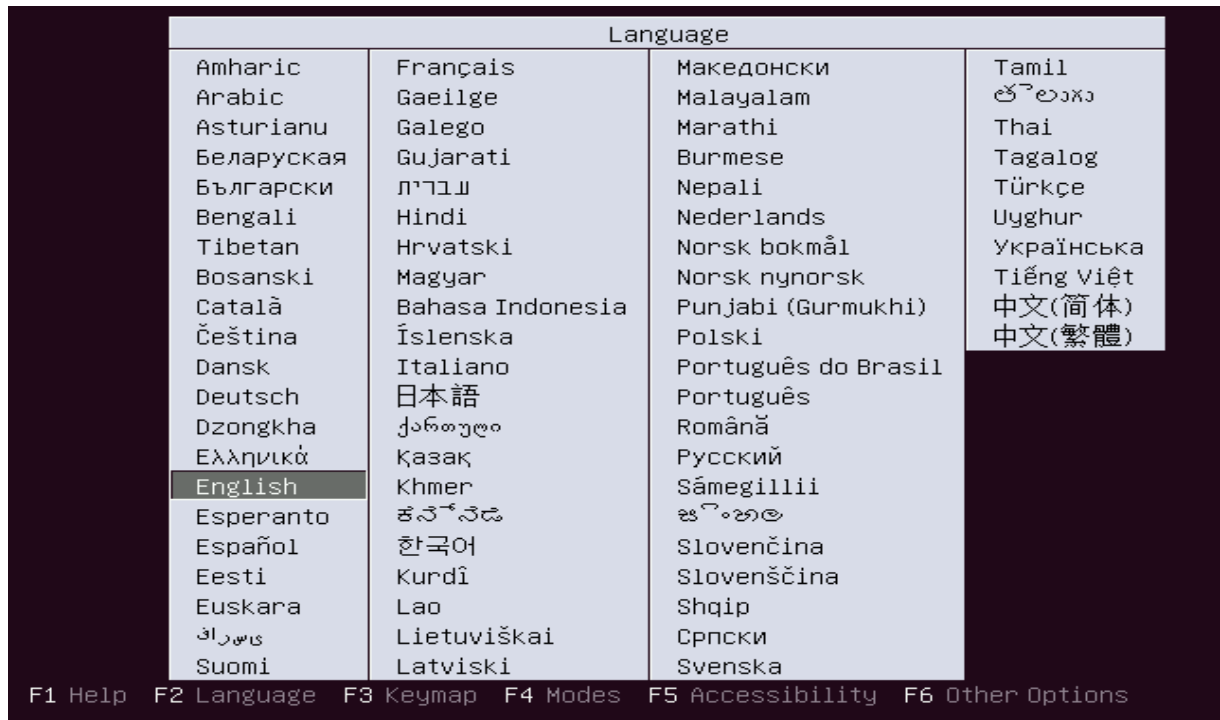 Language
Amharic
Arabic
Asturianu
Беларуская
Български
Bengali
Tibetan
Bosanski
Català
Čeština
Dansk
Deutsch
Dzongkha
Ελληνικά
English
Esperanto
Español
Eesti
Euskara
ﻰﺳﺭﺎﻓ
Suomi
Français
Gaeilge
Galego
Gujarati
עברית
Hindi
Hrvatski
Magyar
Bahasa Indonesia
Íslenska
Italiano
日本語
ქართული
Қазақ
Khmer
ಕನ್ನಡ
한국어
Kurdî
Lao
Lietuviškai
Latviski
Македонски
Malayalam
Marathi
Burmese
Nepali
Nederlands
Norsk bokmål
Norsk nynorsk
Punjabi (Gurmukhi)
Polski
Português do Brasil
Português
Română
Русский
Sámegillii
සිංහල
Slovenčina
Slovenščina
Shqip
Српски
Svenska
Tamil
తెలుగు
Thai
Tagalog
Türkçe
Uyghur
Українська
Tiếng Việt
中文(简体)
中文(繁體)
F1 Help F2 Language F3 Keymap F4 Modes F5 Accessibility F6 Other Options